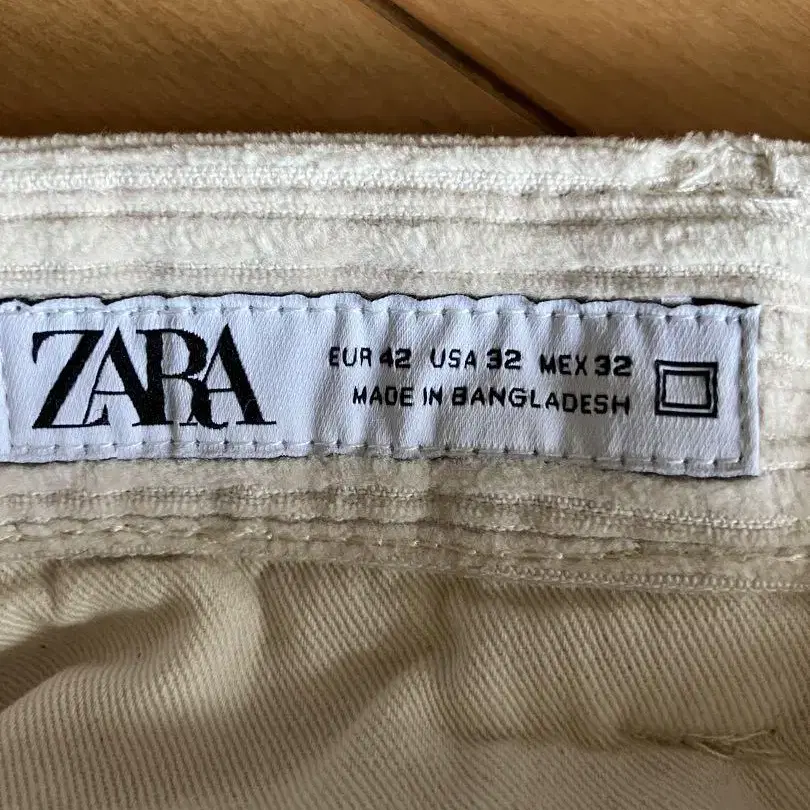 ZARA
EUR 42 USA 32 MEX 32
MADE IN BANGLADESH